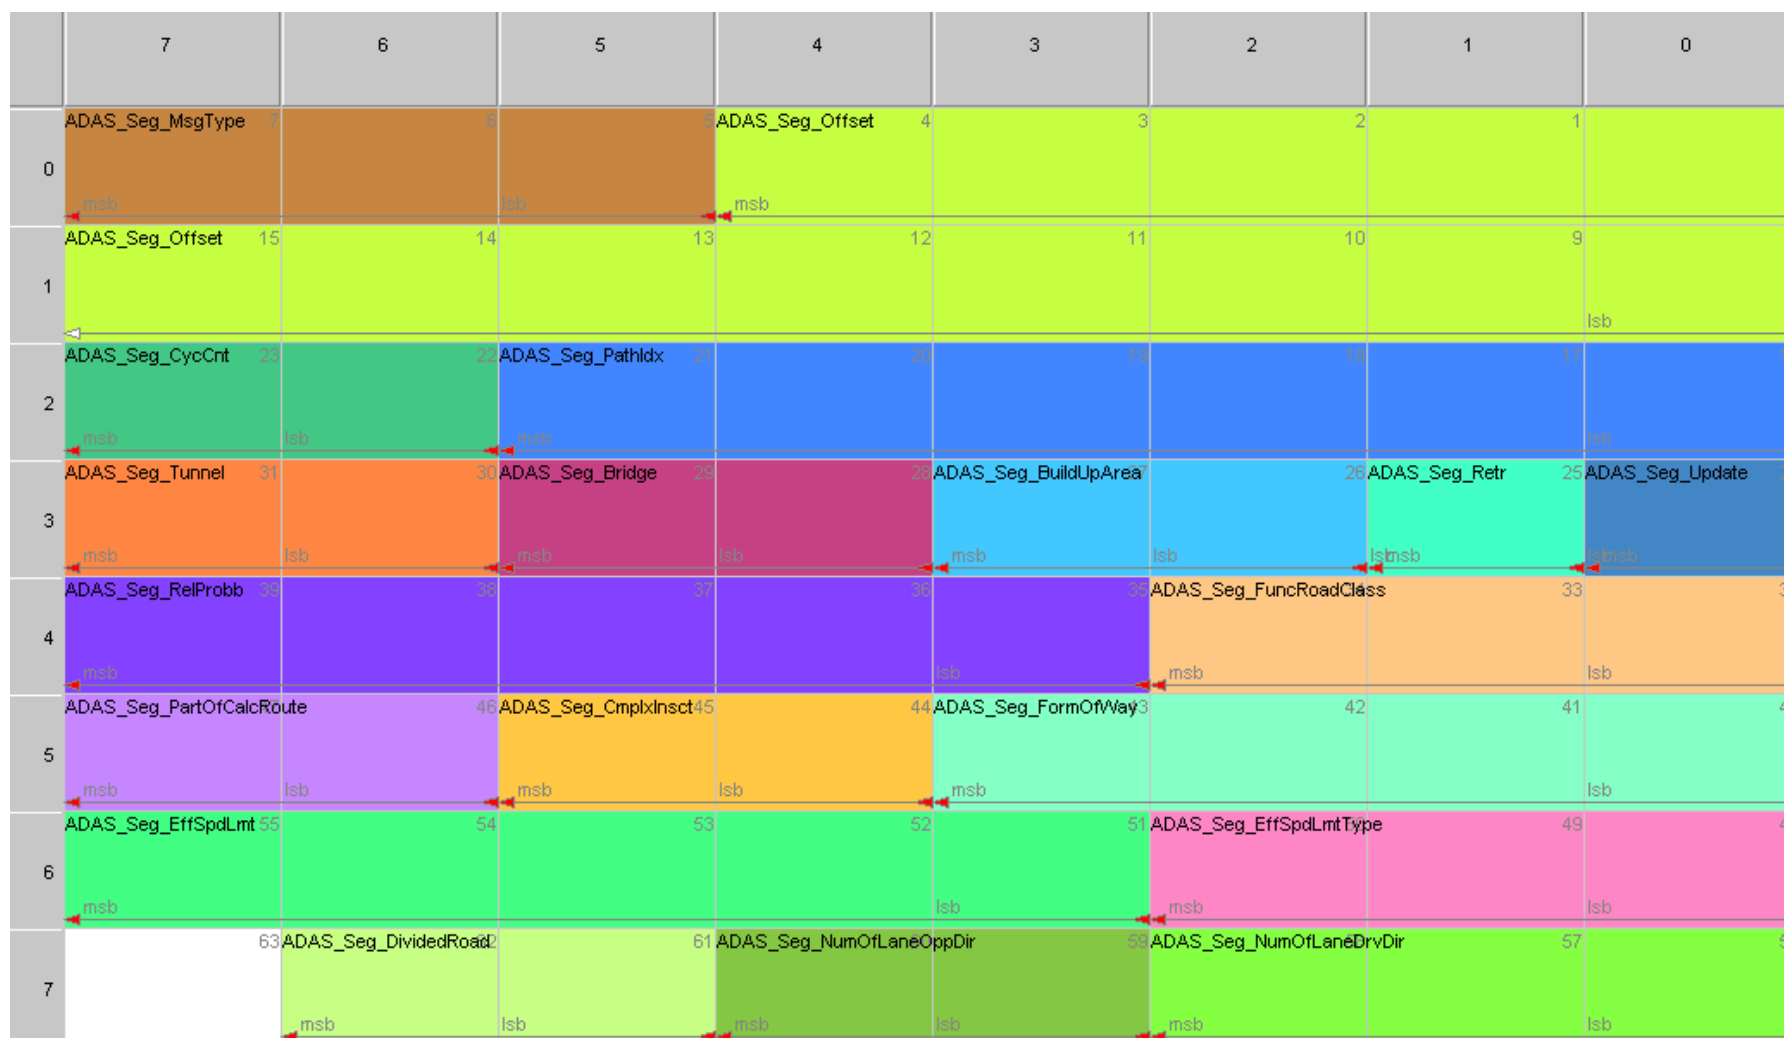 7 6 5 4 3 2 1 0
ADAS_Seg_MsgType 7 6 5 ADAS_Seg_Offset 4 3 2 1
0
msb lsb msb
ADAS_Seg_Offset 15 14 13 12 11 10 9
1
lsb
ADAS_Seg_CycCnt 23 22 ADAS_Seg_PathIdx 21 20 19 18 17
2
msb lsb msb lsb
ADAS_Seg_Tunnel 31 30 ADAS_Seg_Bridge 29 28 ADAS_Seg_BuildUpArea 27 26 ADAS_Seg_Retr 25 ADAS_Seg_Update
3
msb lsb msb lsb msb lsb lsb msb lsb msb
ADAS_Seg_RelProbb 39 38 37 36 35 ADAS_Seg_FuncRoadClass 33
4
msb lsb msb lsb
ADAS_Seg_PartOfCalcRoute 46 ADAS_Seg_CmplxInsct 45 44 ADAS_Seg_FormOfWay 43 42 41
5
msb lsb msb lsb msb lsb
ADAS_Seg_EffSpdLmt 55 54 53 52 51 ADAS_Seg_EffSpdLmtType 49
6
msb lsb msb lsb
63 ADAS_Seg_DividedRoad 62 61 ADAS_Seg_NumOfLaneOppDir 59 ADAS_Seg_NumOfLaneDrvDir 57
7
msb lsb msb lsb msb lsb